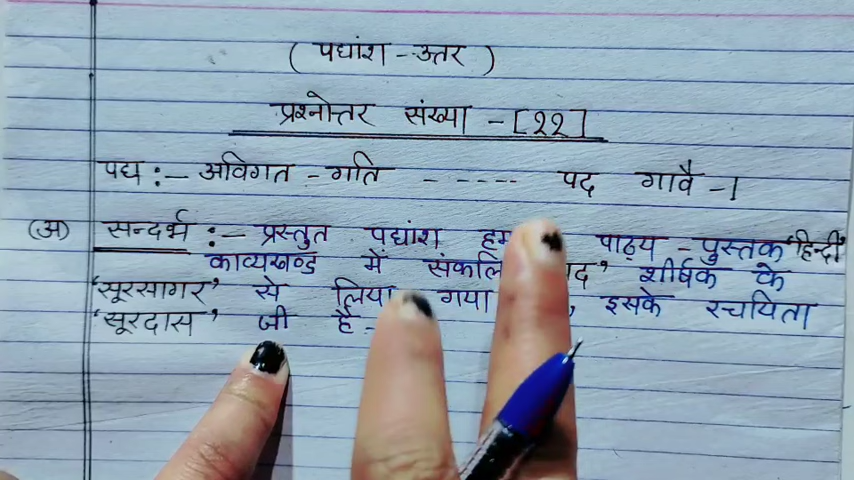 ( पद्यांश - उत्तर )
प्रश्नोत्तर संख्या - [22]
पद्य :- अविगत - गति - - - - - पद गावै -।
(अ) सन्दर्भ :- प्रस्तुत पद्यांश पाठ्य - पुस्तक 'हिन्दी'
काव्यखण्ड में शीर्षक के
'सूरसागर' से लिया गया , इसके रचयिता
'सूरदास' जी है -